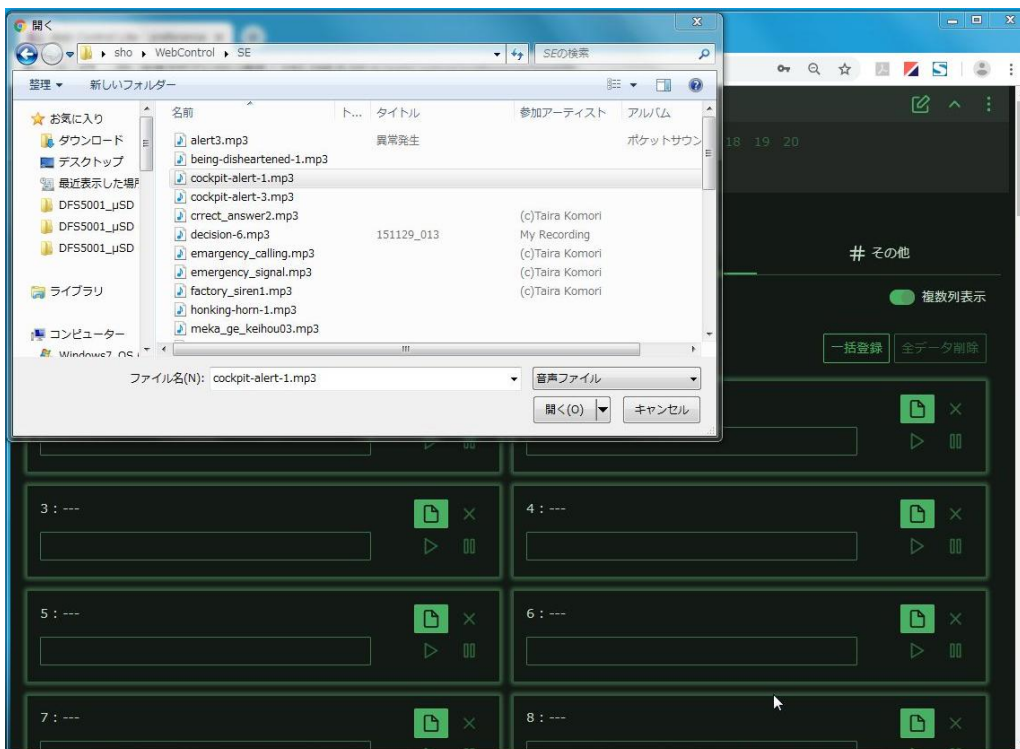 開く
sho ▸ WebControl ▸ SE
SEの検索
整理 ▼ 新しいフォルダー
お気に入り
ダウンロード
デスクトップ
最近表示した場所
DFS5001_μSD
DFS5001_μSD
DFS5001_μSD
ライブラリ
コンピューター
Windows7_OS
名前 ト... タイトル 参加アーティスト アルバム
alert3.mp3 異常発生 ポケットサウン
being-disheartened-1.mp3
cockpit-alert-1.mp3
cockpit-alert-3.mp3
crrect_answer2.mp3 (c)Taira Komori
decision-6.mp3 151129_013 My Recording
emargency_calling.mp3 (c)Taira Komori
emergency_signal.mp3 (c)Taira Komori
factory_siren1.mp3 (c)Taira Komori
honking-horn-1.mp3
meka_ge_keihou03.mp3
ファイル名(N): cockpit-alert-1.mp3 音声ファイル
開く(O) キャンセル
18 19 20
# その他
複数列表示
一括登録 全データ削除
3 : --- 4 : ---
5 : --- 6 : ---
7 : --- 8 : ---